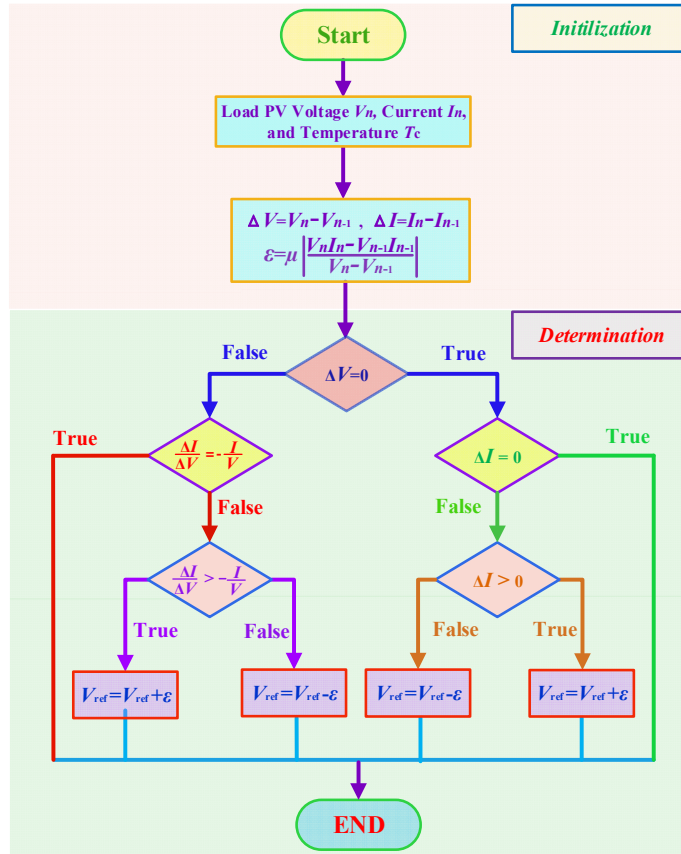 Start
Initilization
Load PV Voltage Vn, Current In,
and Temperature Tc
ΔV=Vn−Vn-1 , ΔI=In−In-1
ε=μ|VnIn−Vn-1In-1 / Vn−Vn-1|
Determination
False
True
ΔV=0
True
ΔI/ΔV=-I/V
ΔI=0
True
False
False
ΔI/ΔV>-I/V
ΔI>0
True
False
False
True
Vref=Vref+ε
Vref=Vref-ε
Vref=Vref-ε
Vref=Vref+ε
END